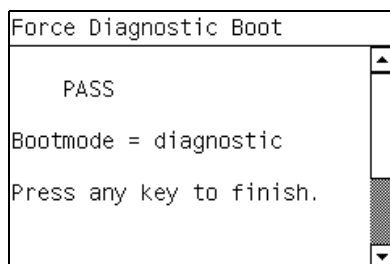 Force Diagnostic Boot
PASS
Bootmode = diagnostic
Press any key to finish.